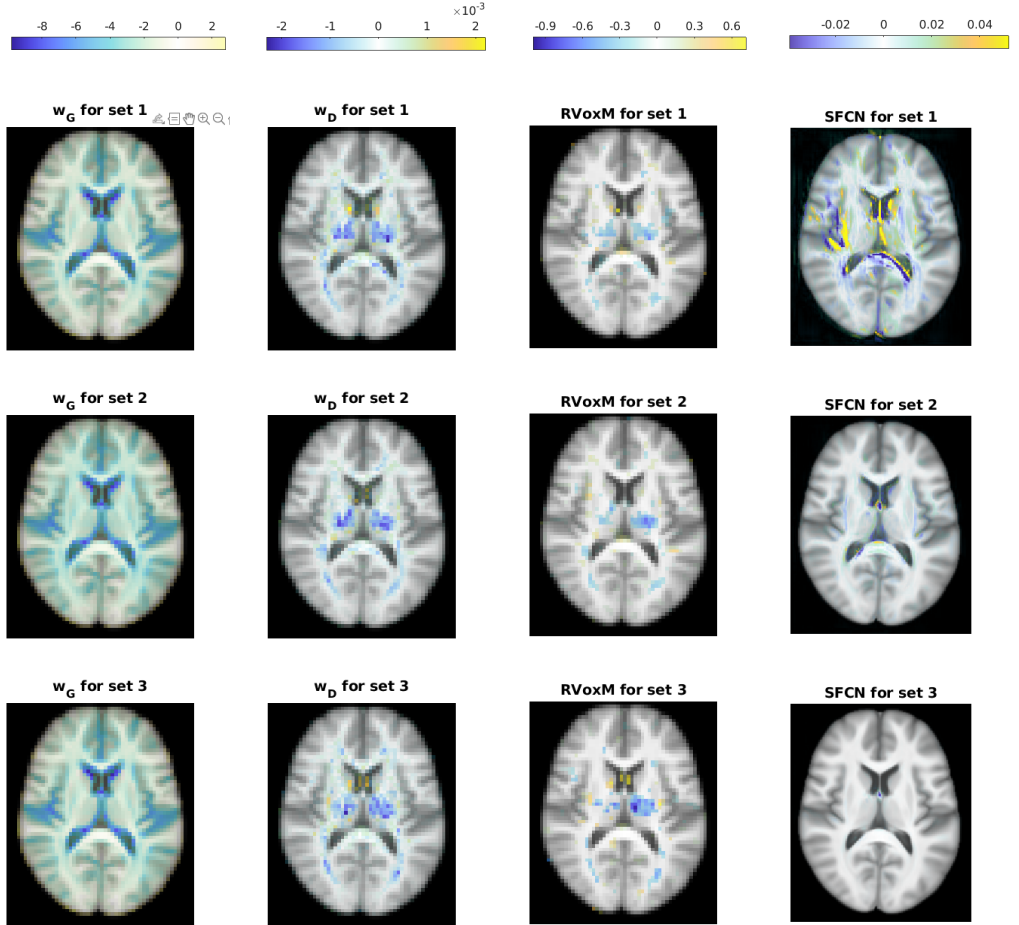 ×10⁻³
-8 -6 -4 -2 0 2
-2 -1 0 1 2
-0.9 -0.6 -0.3 0 0.3 0.6
-0.02 0 0.02 0.04
w_G for set 1
w_D for set 1
RVoxM for set 1
SFCN for set 1
w_G for set 2
w_D for set 2
RVoxM for set 2
SFCN for set 2
w_G for set 3
w_D for set 3
RVoxM for set 3
SFCN for set 3